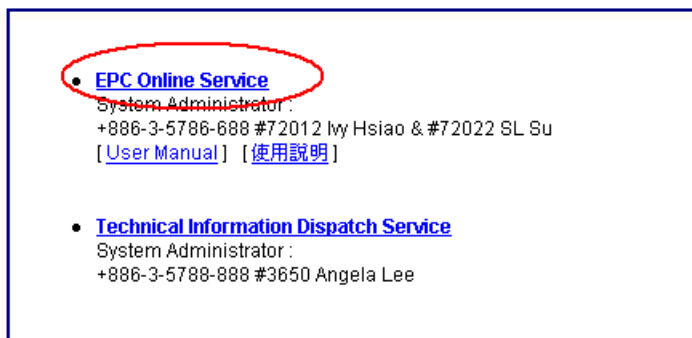 EPC Online Service
System Administrator :
+886-3-5786-688 #72012 Ivy Hsiao & #72022 SL Su
[ User Manual ] [ 使用說明 ]
Technical Information Dispatch Service
System Administrator :
+886-3-5788-888 #3650 Angela Lee